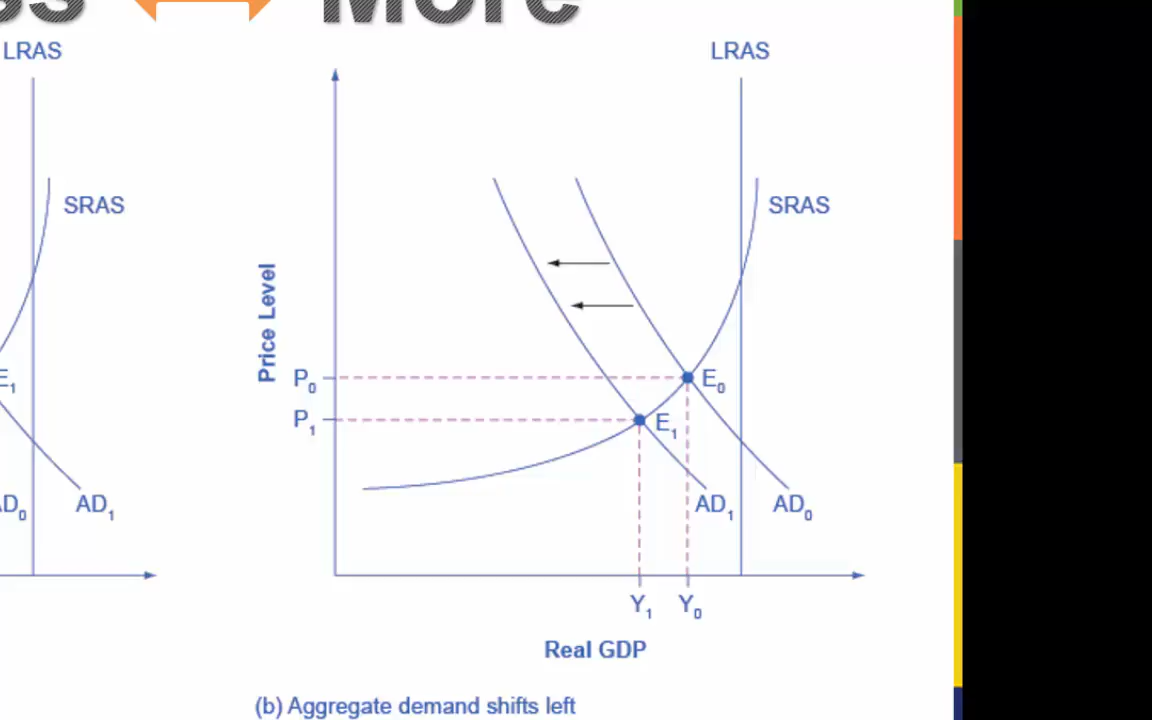 More
LRAS
SRAS
E1
AD1
LRAS
SRAS
Price Level
P0
P1
E0
E1
AD1
AD0
Y1
Y0
Real GDP
(b) Aggregate demand shifts left